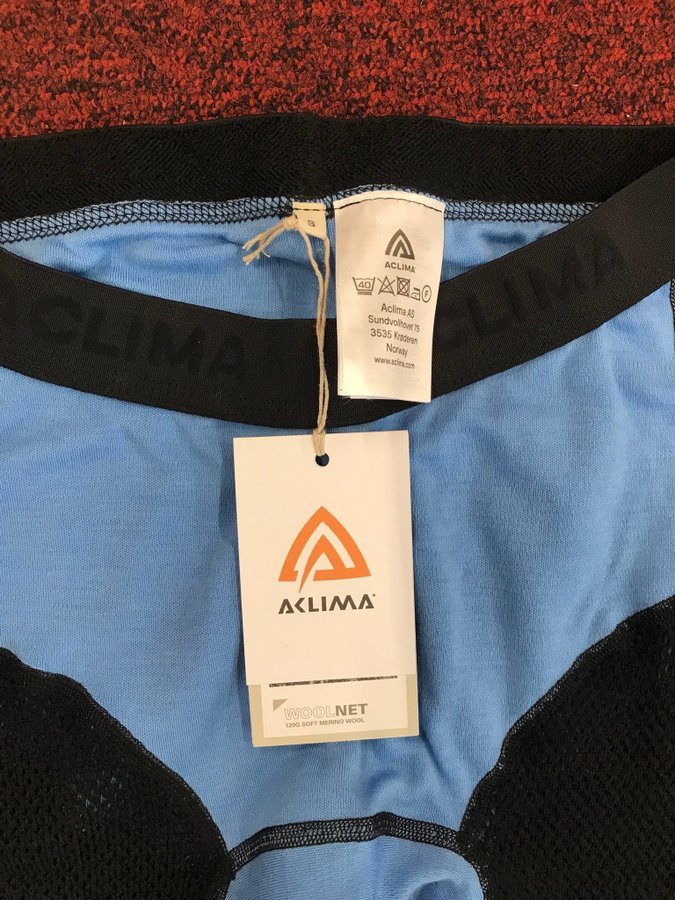 S
ACLIMA
40
F
Aclima AS
Sundvollhovet 75
3535 Krøderen
Norway
www.aclima.com
ACLIMA
ACLIMA
ACLIMA
WOOLNET
120G SOFT MERINO WOOL